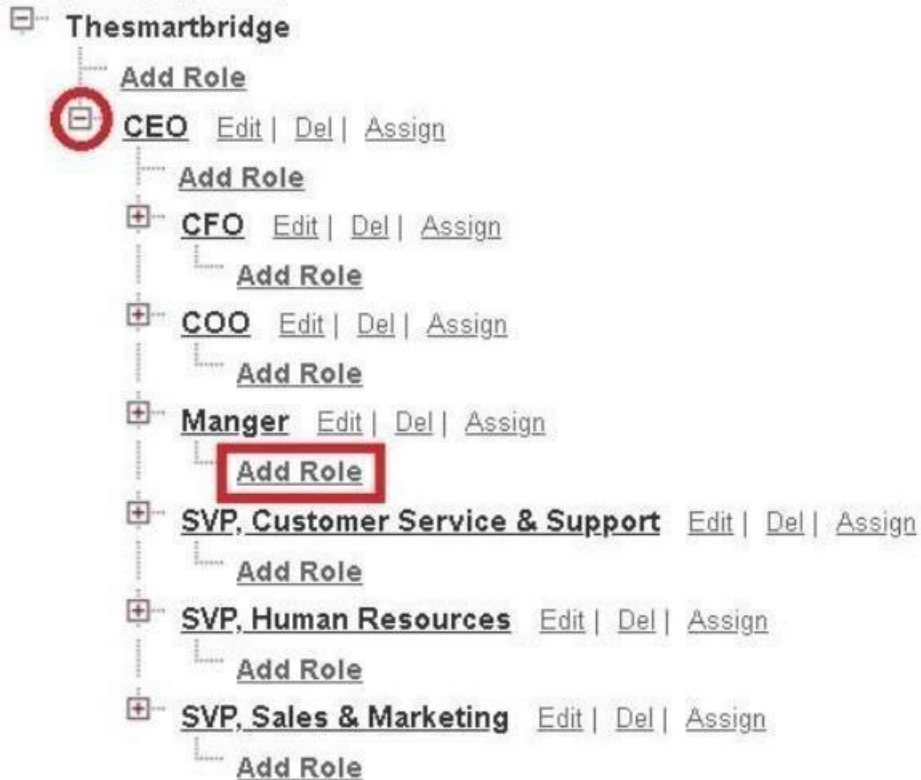 Thesmartbridge
Add Role
CEO Edit | Del | Assign
Add Role
CFO Edit | Del | Assign
Add Role
COO Edit | Del | Assign
Add Role
Manger Edit | Del | Assign
Add Role
SVP, Customer Service & Support Edit | Del | Assign
Add Role
SVP, Human Resources Edit | Del | Assign
Add Role
SVP, Sales & Marketing Edit | Del | Assign
Add Role